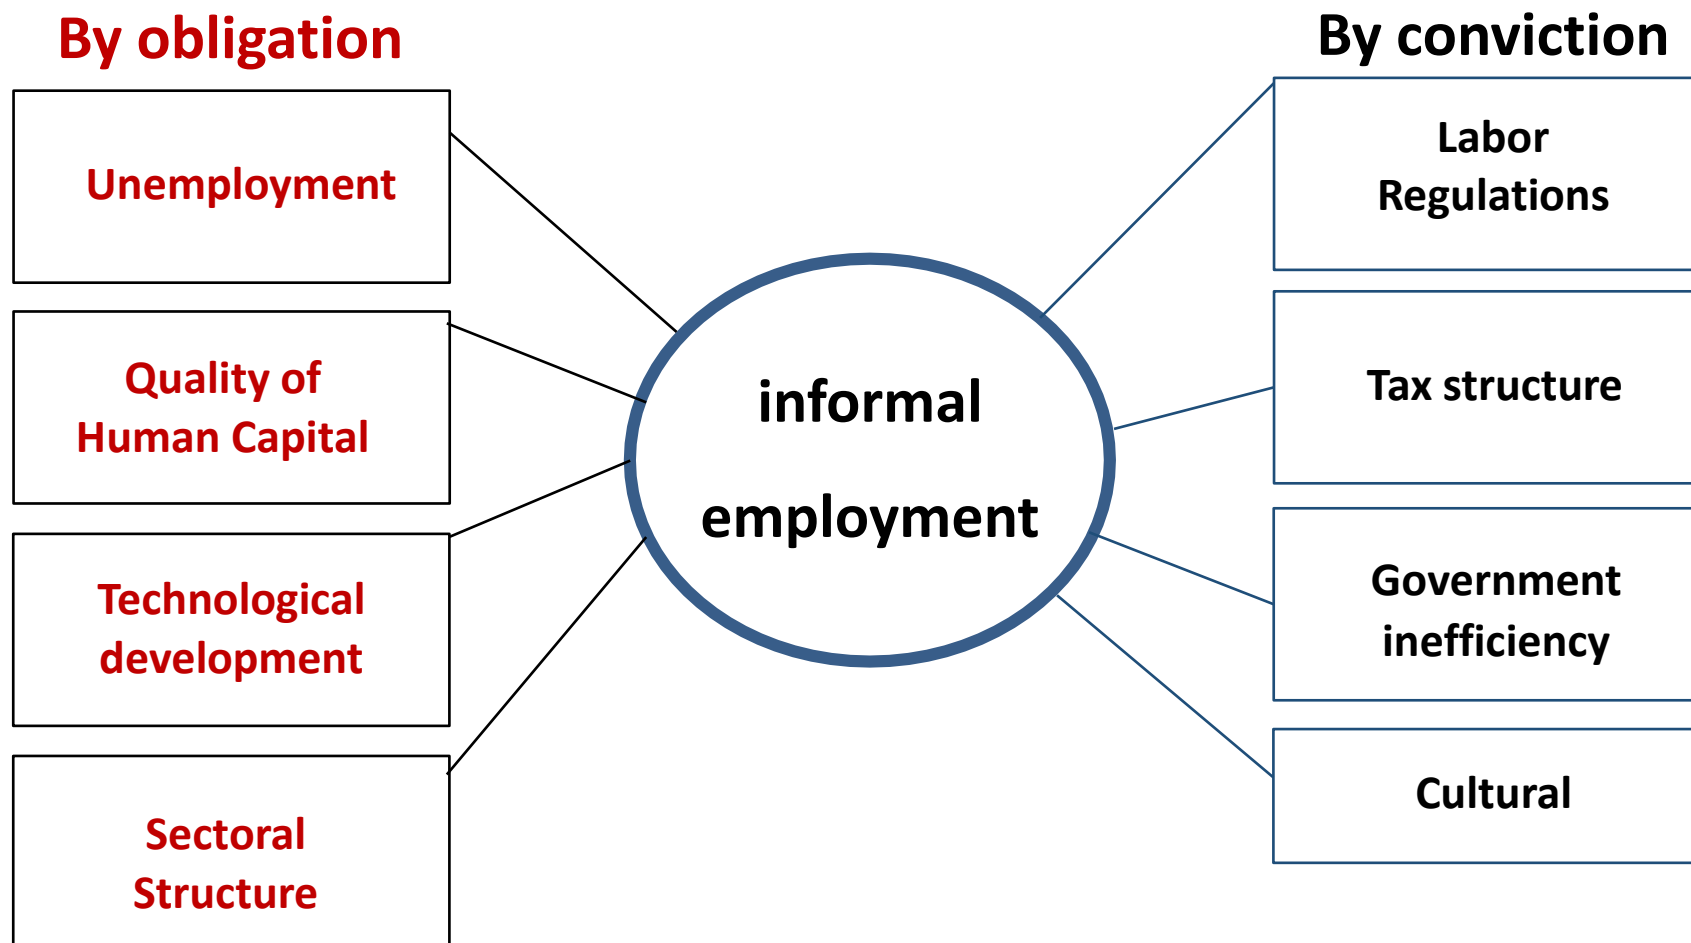 By obligation
Unemployment
Quality of
Human Capital
Technological
development
Sectoral
Structure
informal
employment
By conviction
Labor
Regulations
Tax structure
Government
inefficiency
Cultural